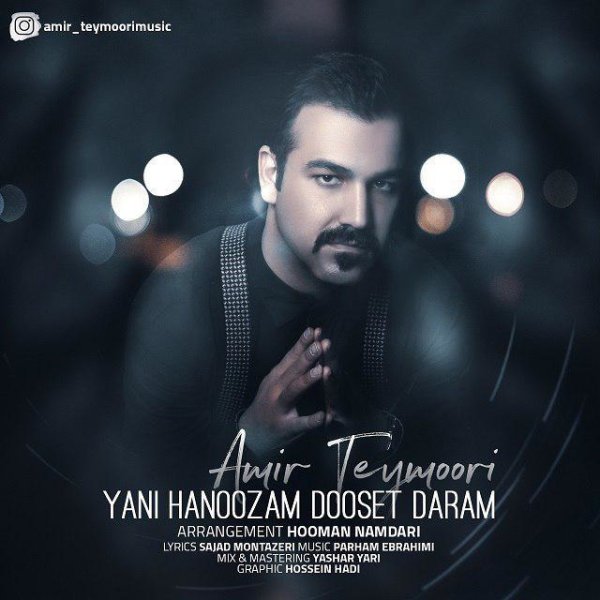 amir_teymoorimusic
Amir Teymoori
YANI HANOOZAM DOOSET DARAM
ARRANGEMENT HOOMAN NAMDARI
LYRICS SAJAD MONTAZERI MUSIC PARHAM EBRAHIMI
MIX & MASTERING YASHAR YARI
GRAPHIC HOSSEIN HADI